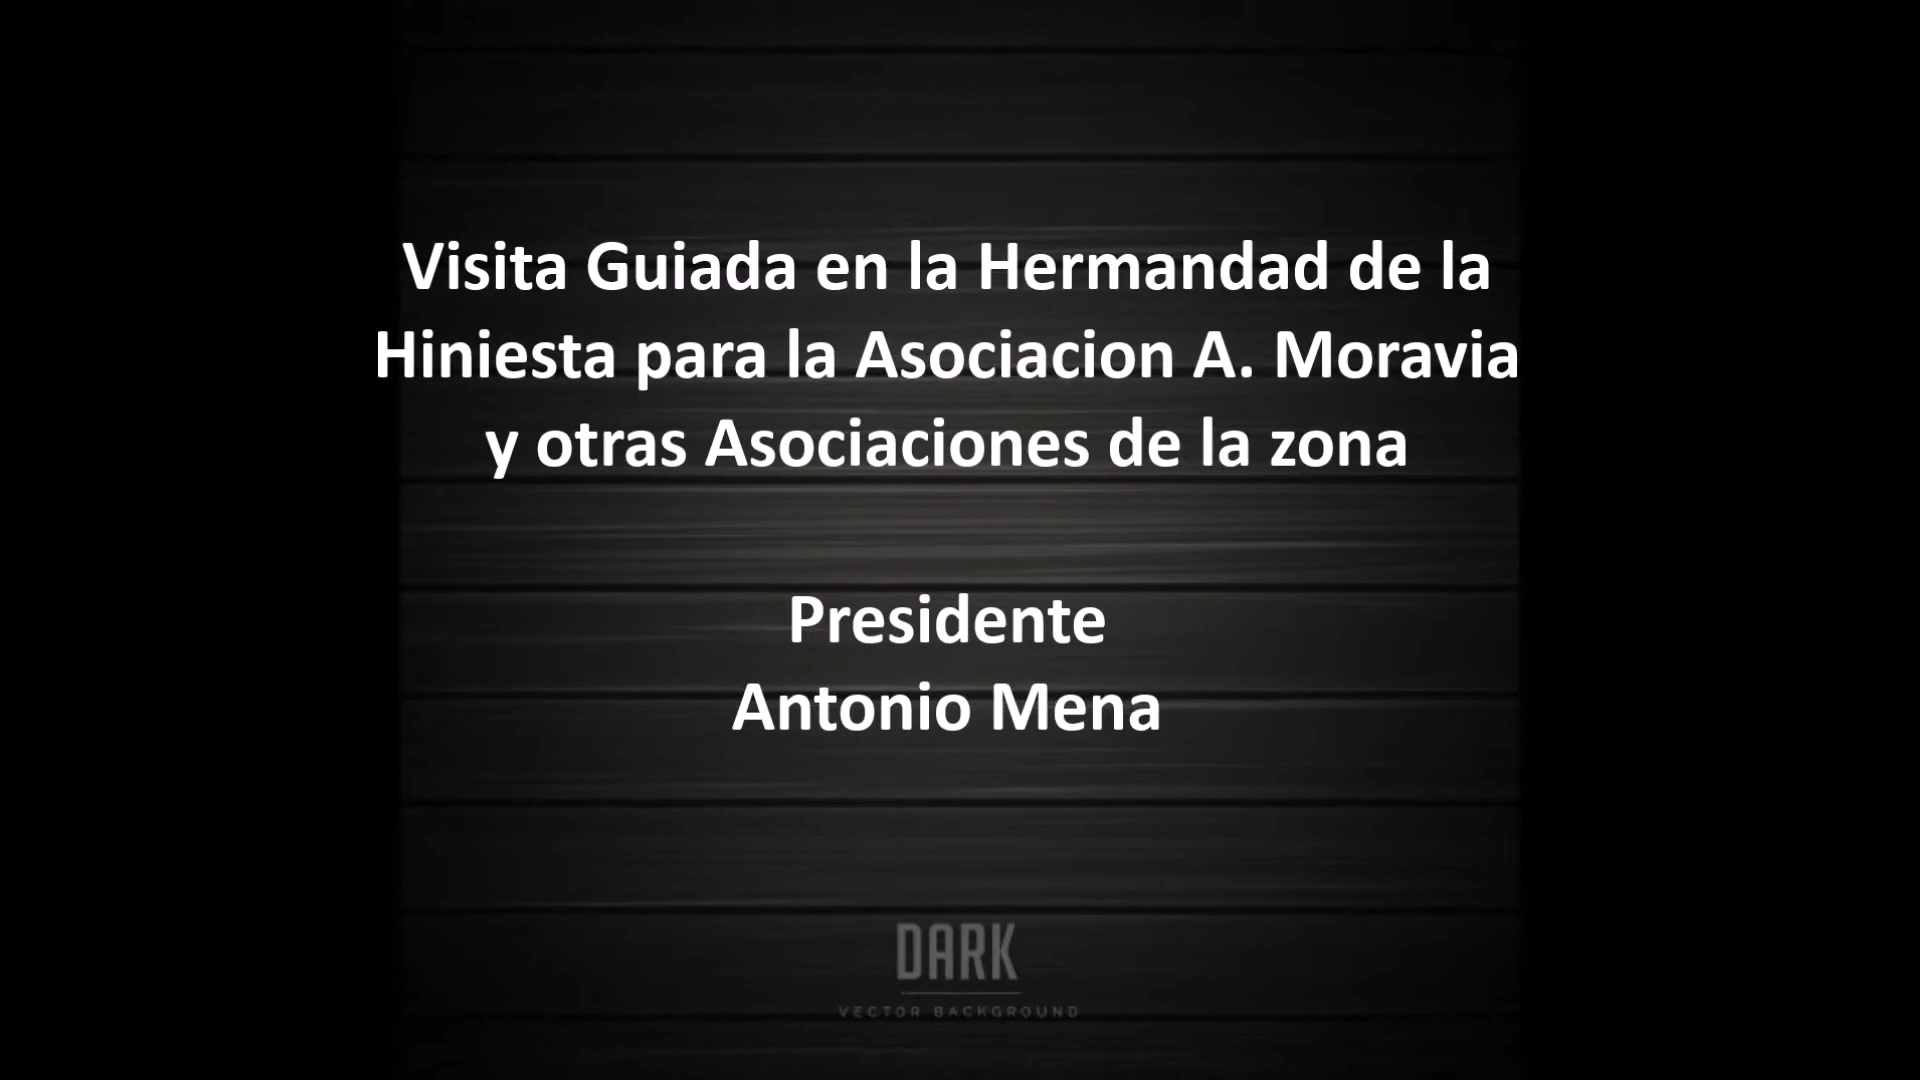 Visita Guiada en la Hermandad de la
Hiniesta para la Asociacion A. Moravia
y otras Asociaciones de la zona
Presidente
Antonio Mena
DARK
VECTOR BACKGROUND